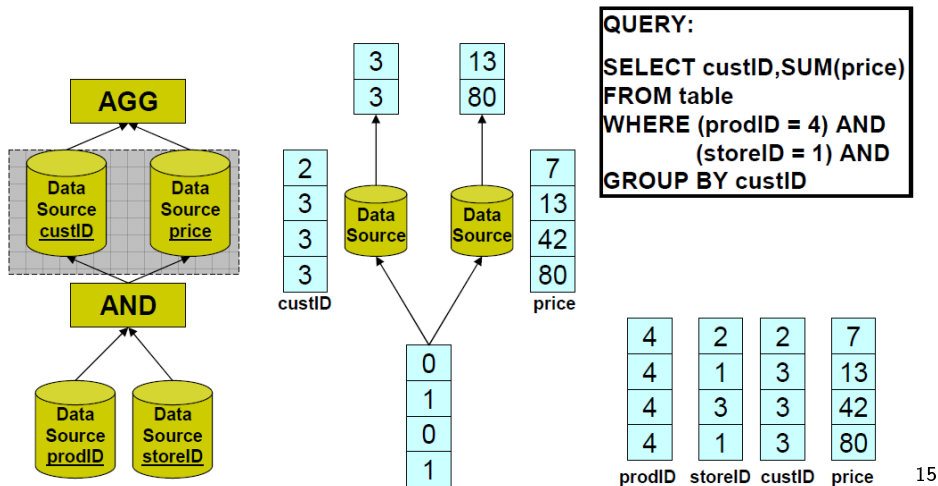 QUERY:
SELECT custID,SUM(price)
FROM table
WHERE (prodID = 4) AND
(storeID = 1) AND
GROUP BY custID
AGG
Data
Source
custID
Data
Source
price
AND
Data
Source
prodID
Data
Source
storeID
3
3
13
80
2
3
3
3
custID
Data
Source
Data
Source
7
13
42
80
price
0
1
0
1
4 2 2 7
4 1 3 13
4 3 3 42
4 1 3 80
prodID storeID custID price
15